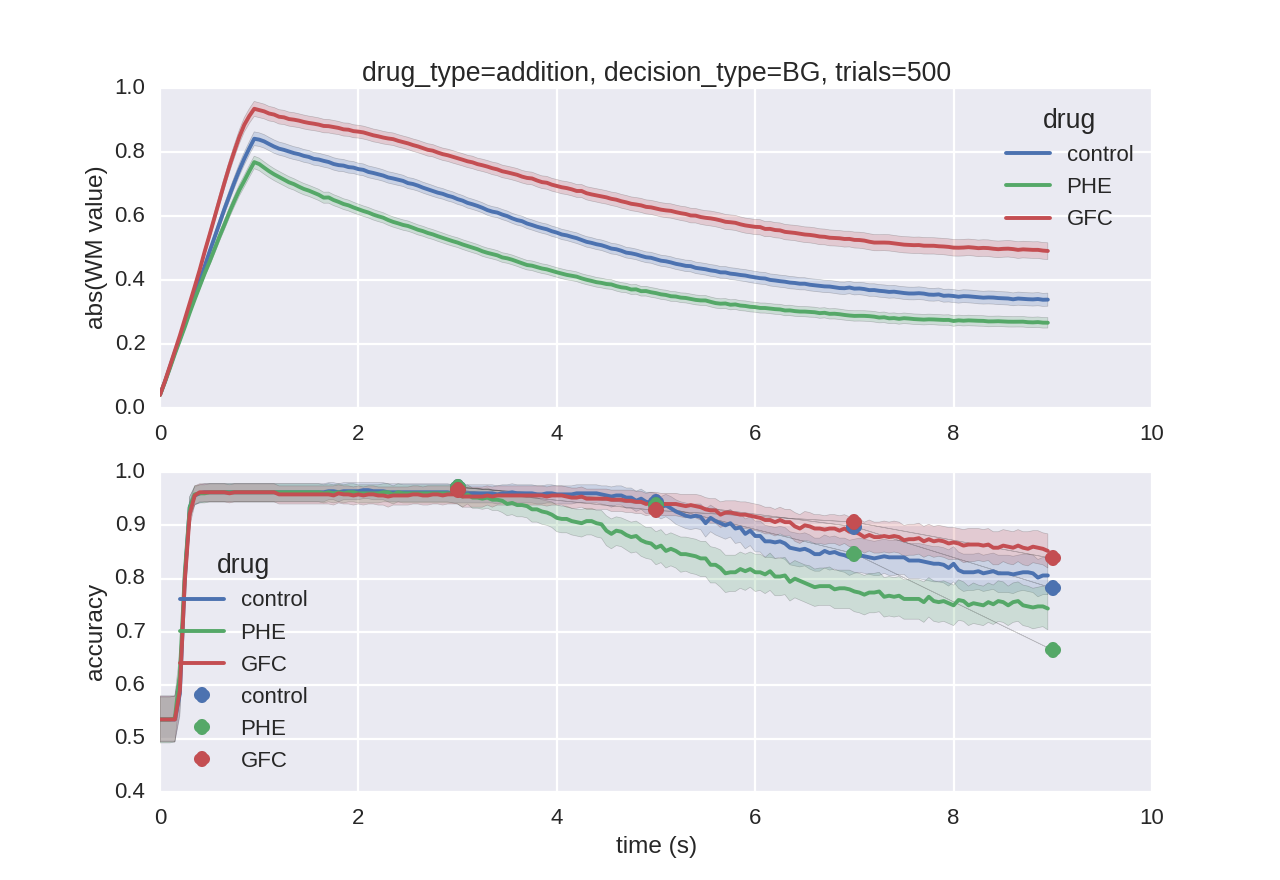 drug_type=addition, decision_type=BG, trials=500
abs(WM value)
1.0
0.8
0.6
0.4
0.2
0.0
0 2 4 6 8 10
drug
control
PHE
GFC
accuracy
1.0
0.9
0.8
0.7
0.6
0.5
0.4
drug
control
PHE
GFC
control
PHE
GFC
0 2 4 6 8 10
time (s)